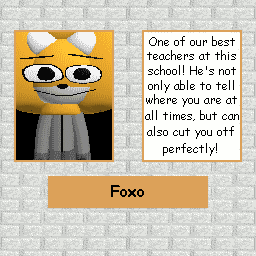 One of our best
teachers at this
school! He's not
only able to tell
where you are at
all times, but can
also cut you off
perfectly!
Foxo